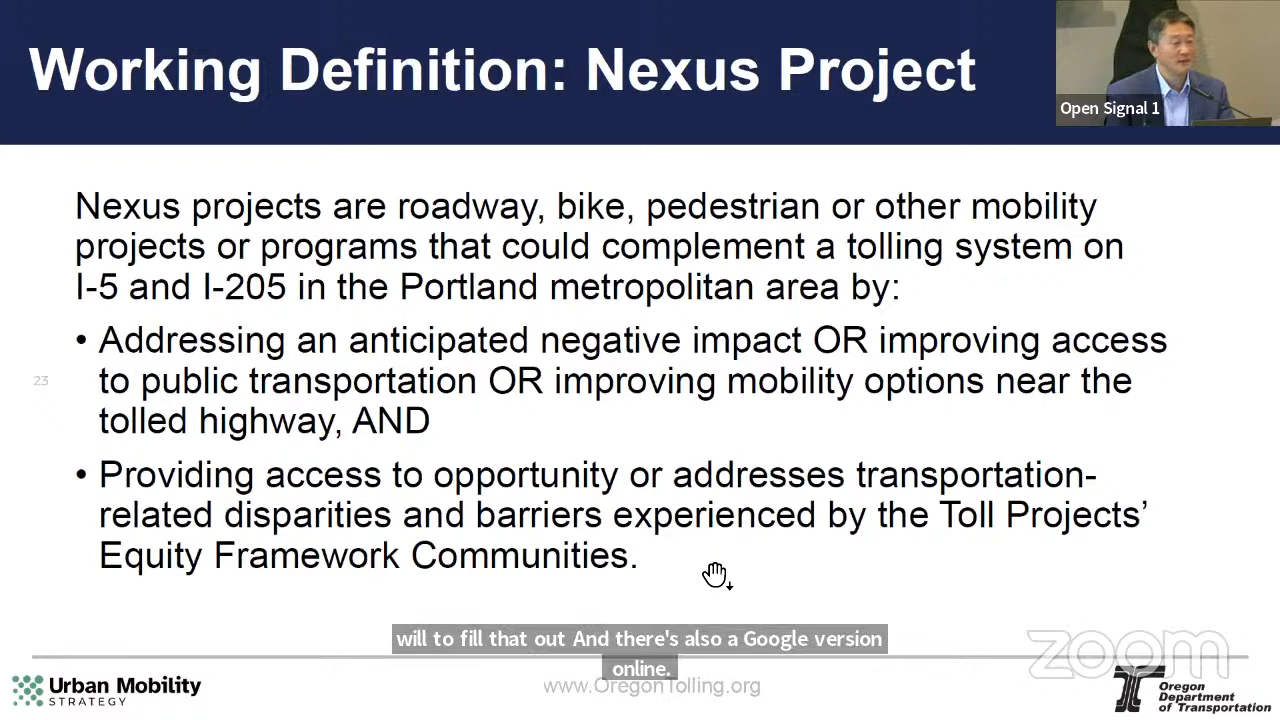 Working Definition: Nexus Project
Open Signal 1
Nexus projects are roadway, bike, pedestrian or other mobility
projects or programs that could complement a tolling system on
I-5 and I-205 in the Portland metropolitan area by:
• Addressing an anticipated negative impact OR improving access
to public transportation OR improving mobility options near the
tolled highway, AND
23
• Providing access to opportunity or addresses transportation-
related disparities and barriers experienced by the Toll Projects’
Equity Framework Communities.
will to fill that out And there's also a Google version
online.
zoom
Urban Mobility
STRATEGY
www.OregonTolling.org
Oregon
Department
of Transportation